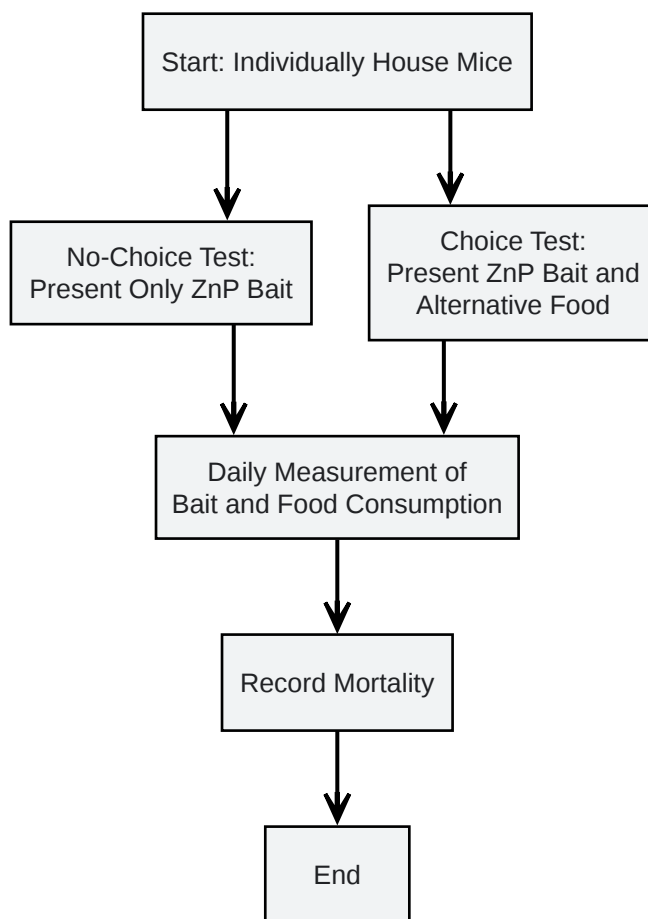 Start: Individually House Mice
No-Choice Test:
Present Only ZnP Bait
Choice Test:
Present ZnP Bait and
Alternative Food
Daily Measurement of
Bait and Food Consumption
Record Mortality
End